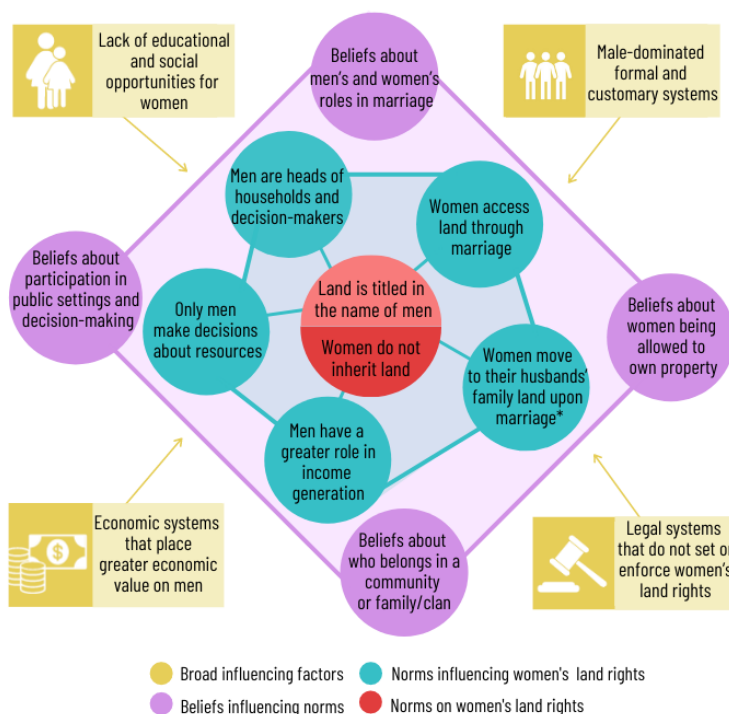 Lack of educational
and social
opportunities for
women
Beliefs about
men's and women's
roles in marriage
Male-dominated
formal and
customary systems
Men are heads of
households and
decision-makers
Women access
land through
marriage
Beliefs about
participation in
public settings and
decision-making
Only men
make decisions
about resources
Land is titled in
the name of men
Women do not
inherit land
Women move
to their husbands'
family land upon
marriage*
Beliefs about
women being
allowed to
own property
Men have a
greater role in
income
generation
Economic systems
that place
greater economic
value on men
$
Beliefs about
who belongs in a
community
or family/clan
Legal systems
that do not set or
enforce women's
land rights
Broad influencing factors
Norms influencing women's land rights
Beliefs influencing norms
Norms on women's land rights